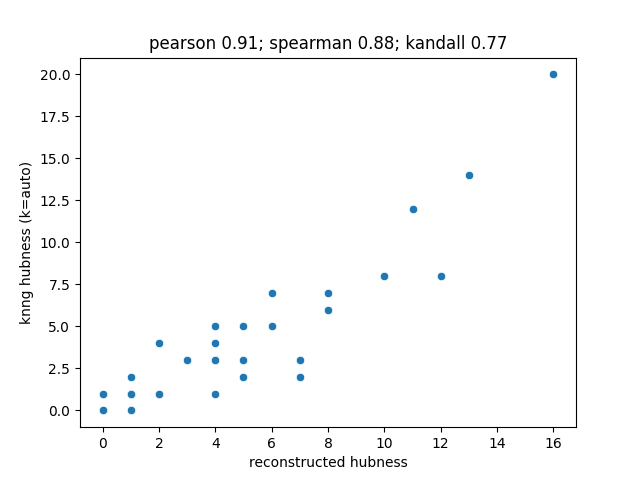 pearson 0.91; spearman 0.88; kandall 0.77
20.0
17.5
15.0
12.5
10.0
7.5
5.0
2.5
0.0
knng hubness (k=auto)
0 2 4 6 8 10 12 14 16
reconstructed hubness